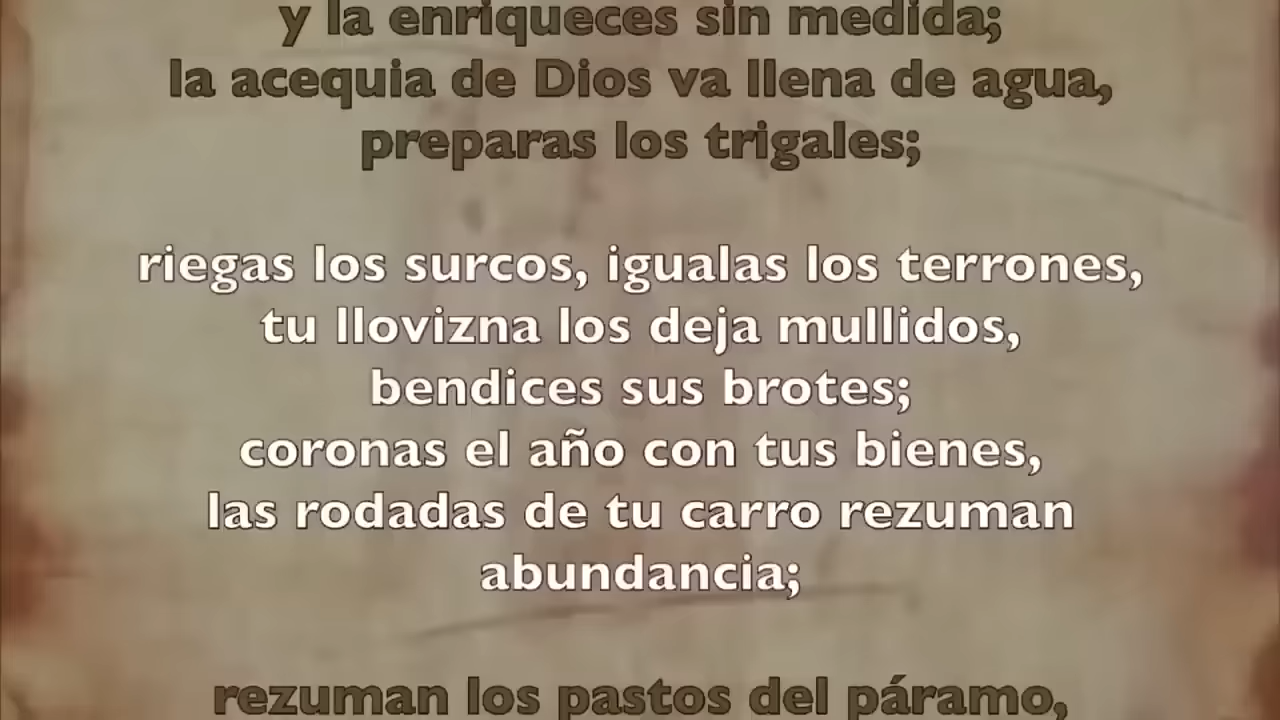 y la enriqueces sin medida;
la acequia de Dios va llena de agua,
preparas los trigales;
riegas los surcos, igualas los terrones,
tu llovizna los deja mullidos,
bendices sus brotes;
coronas el año con tus bienes,
las rodadas de tu carro rezuman
abundancia;
rezuman los pastos del páramo,